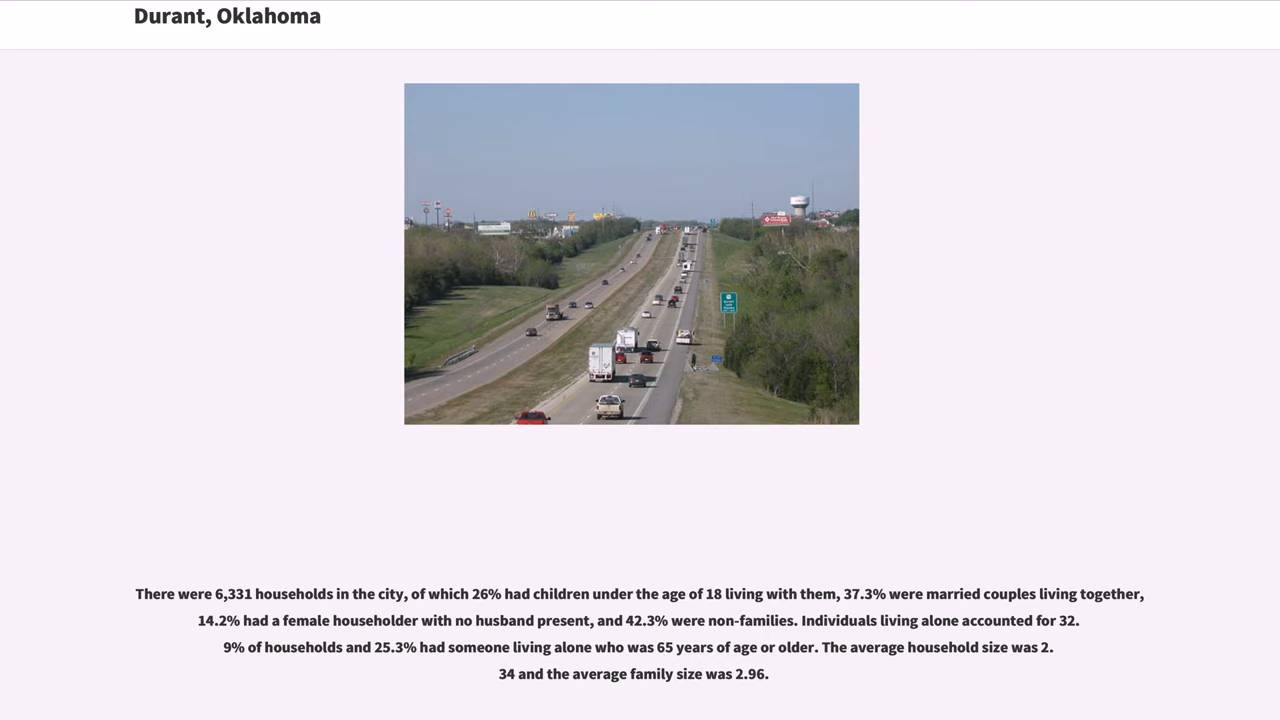 Durant, Oklahoma
There were 6,331 households in the city, of which 26% had children under the age of 18 living with them, 37.3% were married couples living together,
14.2% had a female householder with no husband present, and 42.3% were non-families. Individuals living alone accounted for 32.
9% of households and 25.3% had someone living alone who was 65 years of age or older. The average household size was 2.
34 and the average family size was 2.96.